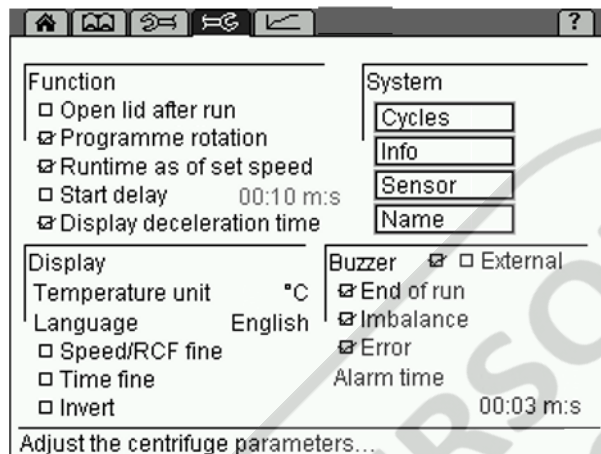 ?
Function
Open lid after run
Programme rotation
Runtime as of set speed
Start delay 00:10 m:s
Display deceleration time
System
Cycles
Info
Sensor
Name
Display
Temperature unit °C
Language English
Speed/RCF fine
Time fine
Invert
Buzzer External
End of run
Imbalance
Error
Alarm time
00:03 m:s
Adjust the centrifuge parameters...